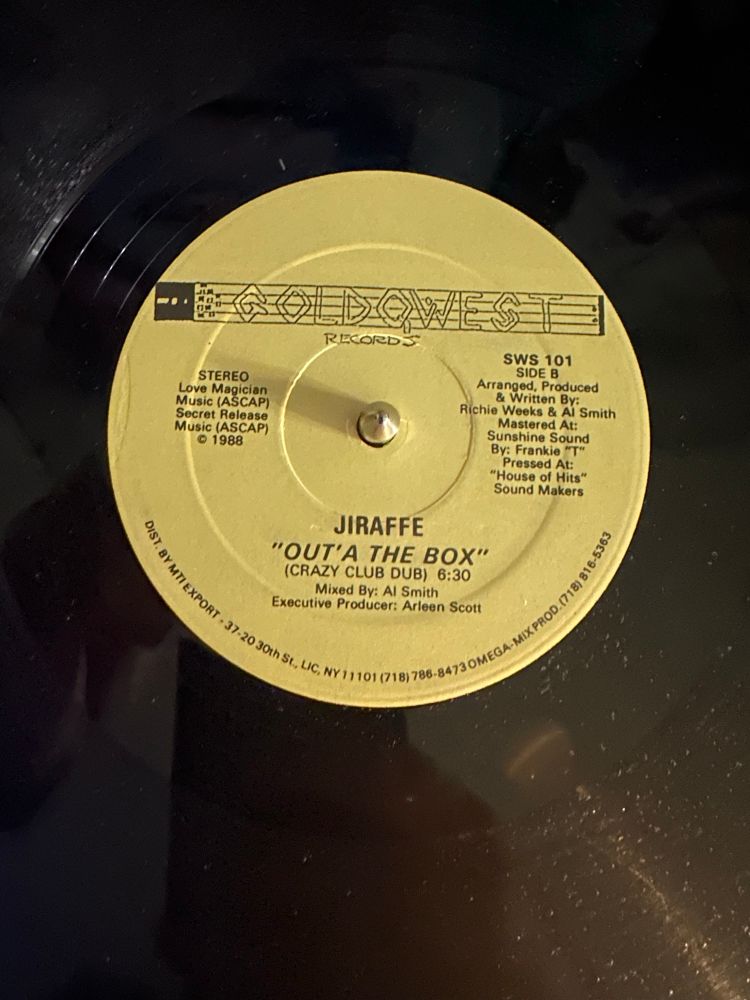 GOLDQWEST
RECORDS
STEREO
Love Magician
Music (ASCAP)
Secret Release
Music (ASCAP)
© 1988
SWS 101
SIDE B
Arranged, Produced
& Written By:
Richie Weeks & Al Smith
Mastered At:
Sunshine Sound
By: Frankie "T"
Pressed At:
"House of Hits"
Sound Makers
JIRAFFE
"OUT'A THE BOX"
(CRAZY CLUB DUB) 6:30
Mixed By: Al Smith
Executive Producer: Arleen Scott
DIST. BY MTI EXPORT - 37-20 30th St., LIC, NY 11101 (718) 786-8473 OMEGA-MIX PROD. (718) 816-5363